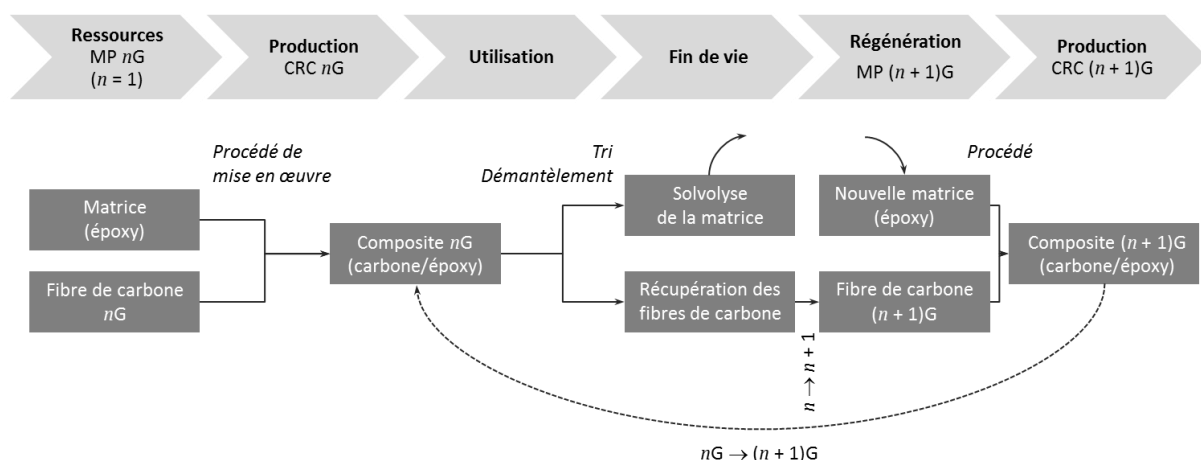 Ressources
MP nG
(n = 1)
Production
CRC nG
Utilisation
Fin de vie
Régénération
MP (n + 1)G
Production
CRC (n + 1)G
Procédé de
mise en œuvre
Tri
Démantèlement
Procédé
Matrice
(époxy)
Fibre de carbone
nG
Composite nG
(carbone/époxy)
Solvolyse
de la matrice
Récupération des
fibres de carbone
Nouvelle matrice
(époxy)
Fibre de carbone
(n + 1)G
Composite (n + 1)G
(carbone/époxy)
n → n + 1
nG → (n + 1)G